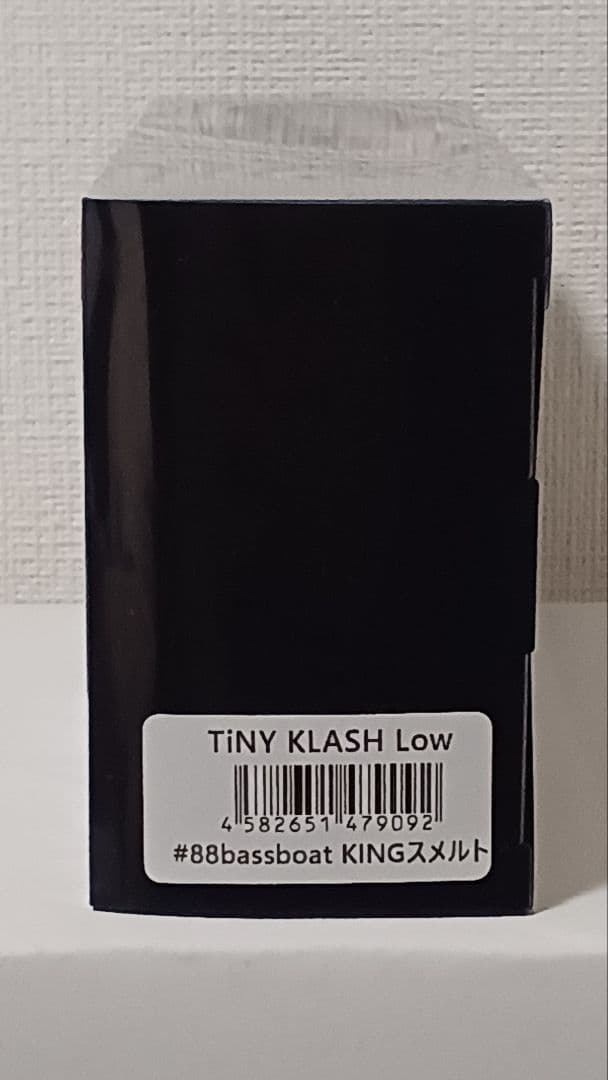 TiNY KLASH Low
4 582651 479092
#88bassboat KINGスメルト